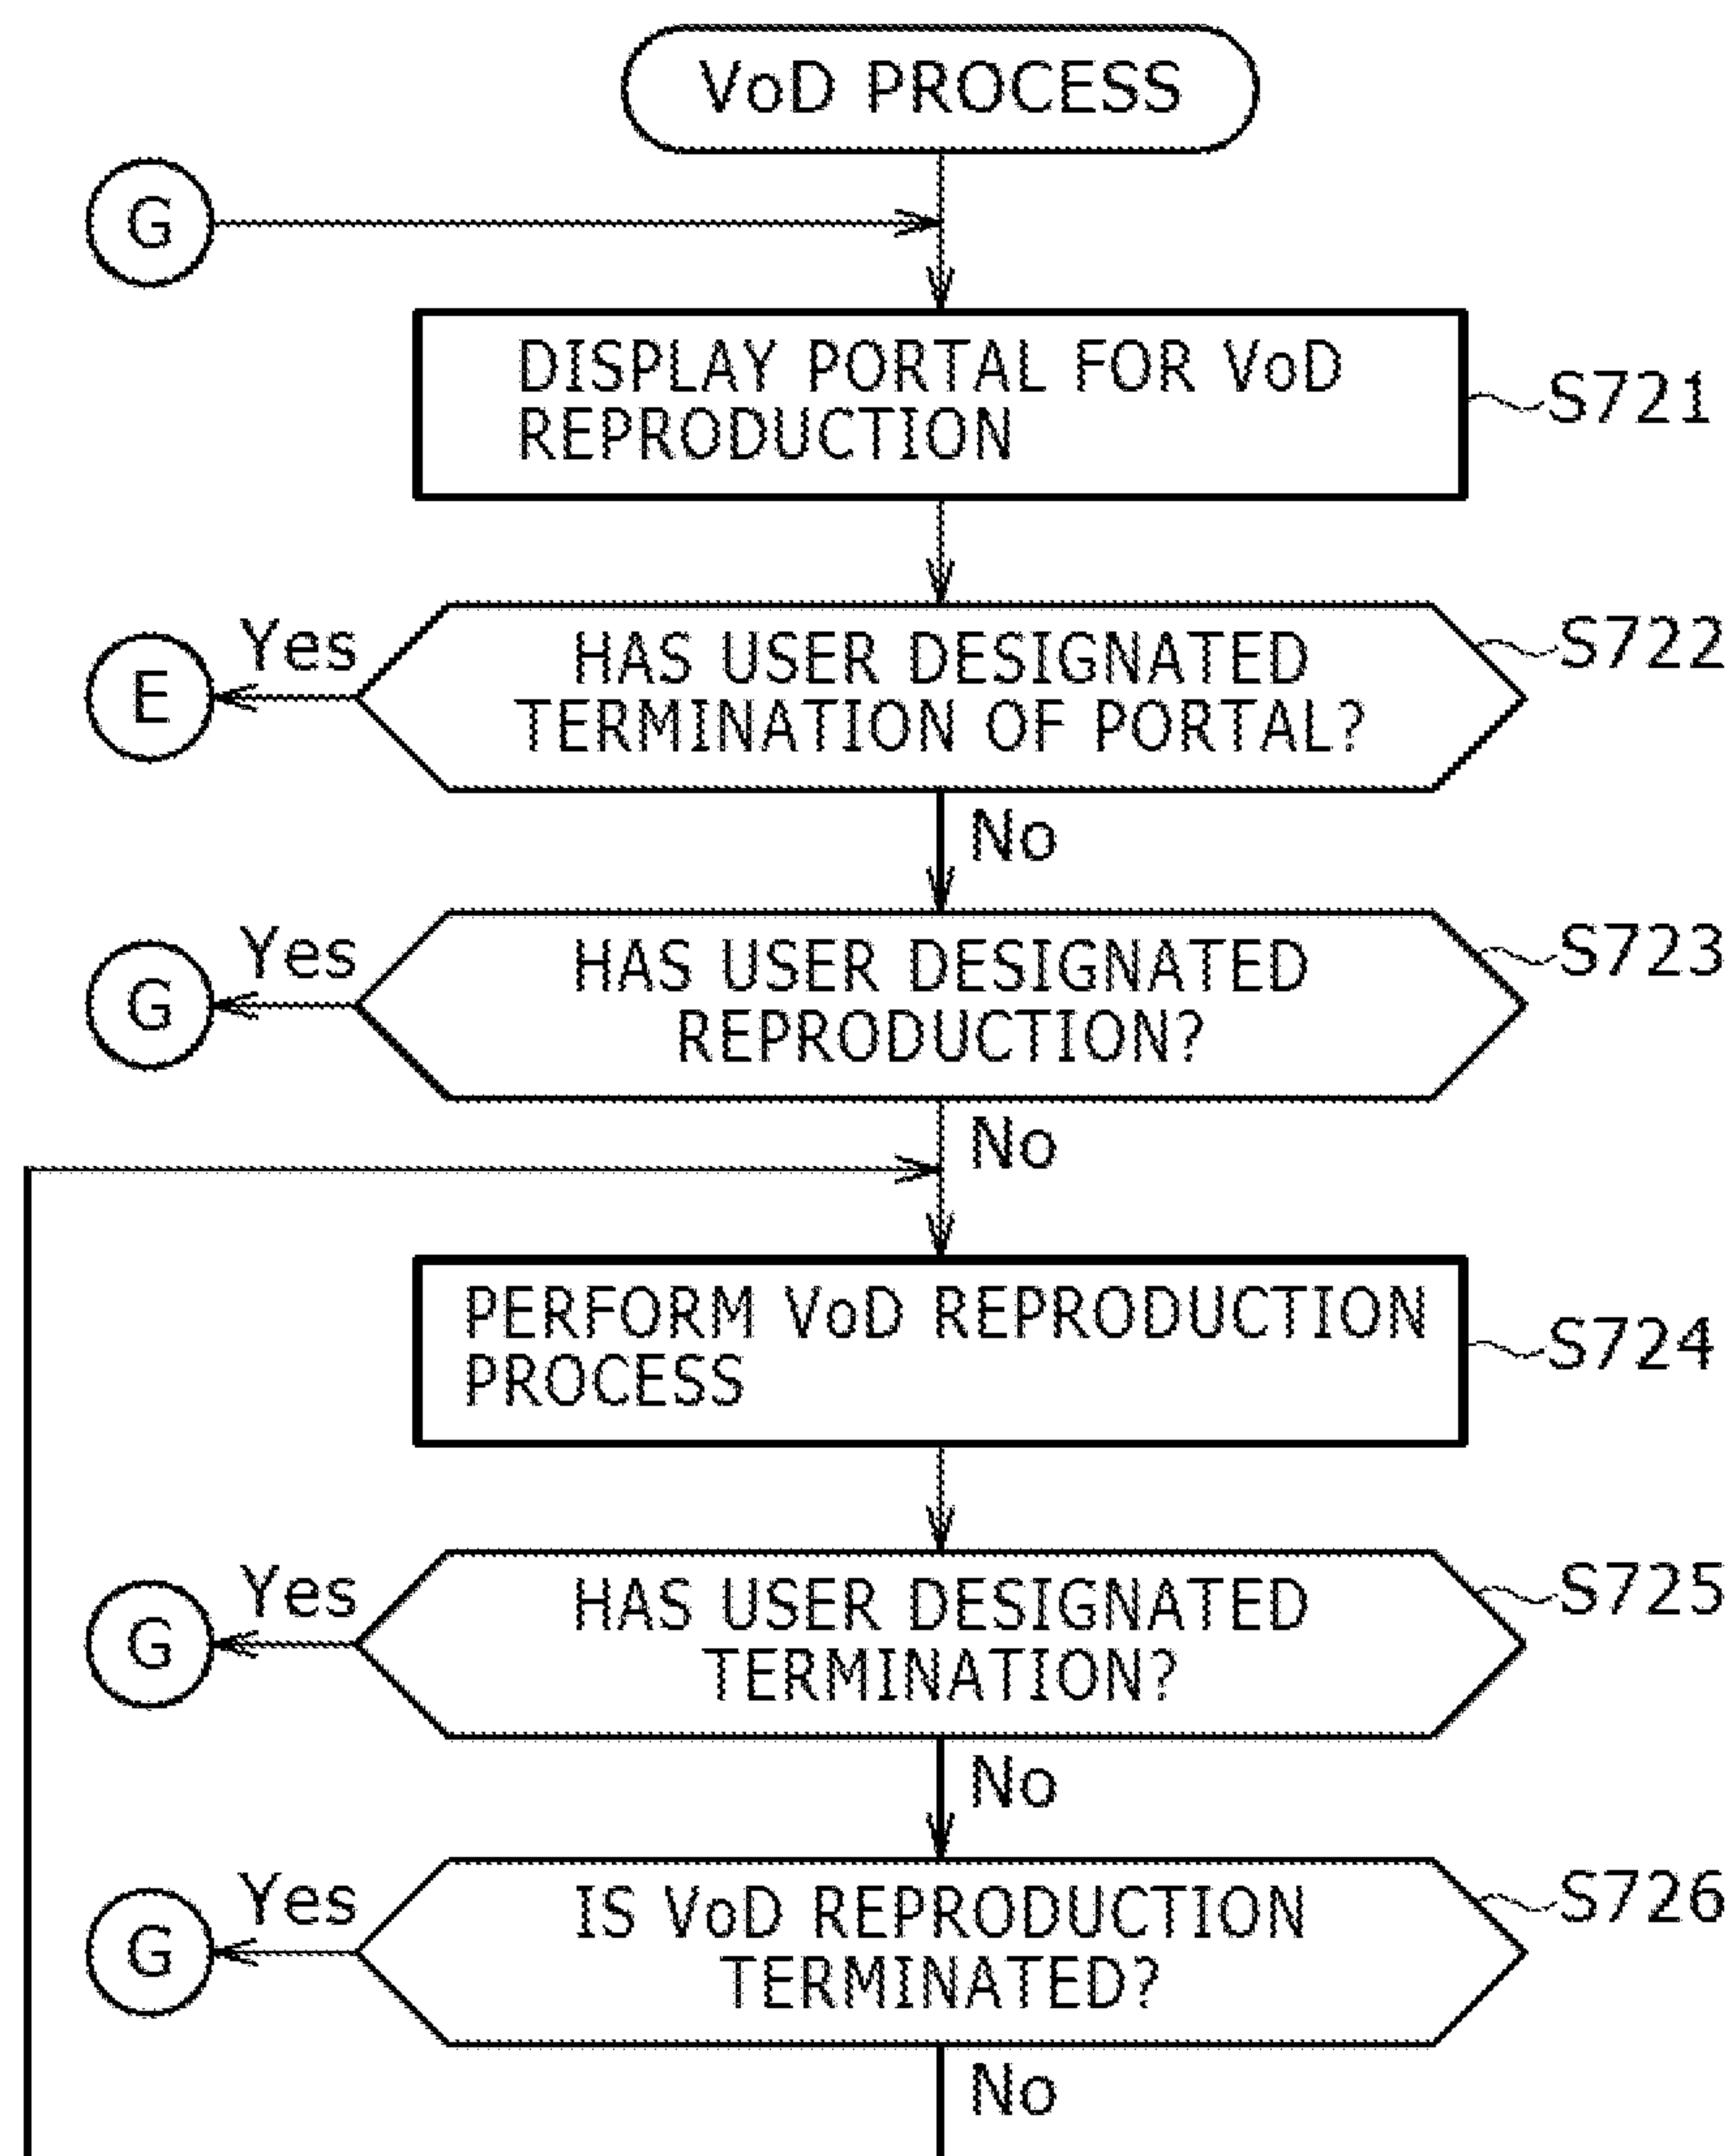 VoD PROCESS
G
DISPLAY PORTAL FOR VoD
REPRODUCTION
S721
Yes
E
HAS USER DESIGNATED
TERMINATION OF PORTAL?
S722
No
Yes
G
HAS USER DESIGNATED
REPRODUCTION?
S723
No
PERFORM VoD REPRODUCTION
PROCESS
S724
Yes
G
HAS USER DESIGNATED
TERMINATION?
S725
No
Yes
G
IS VoD REPRODUCTION
TERMINATED?
S726
No